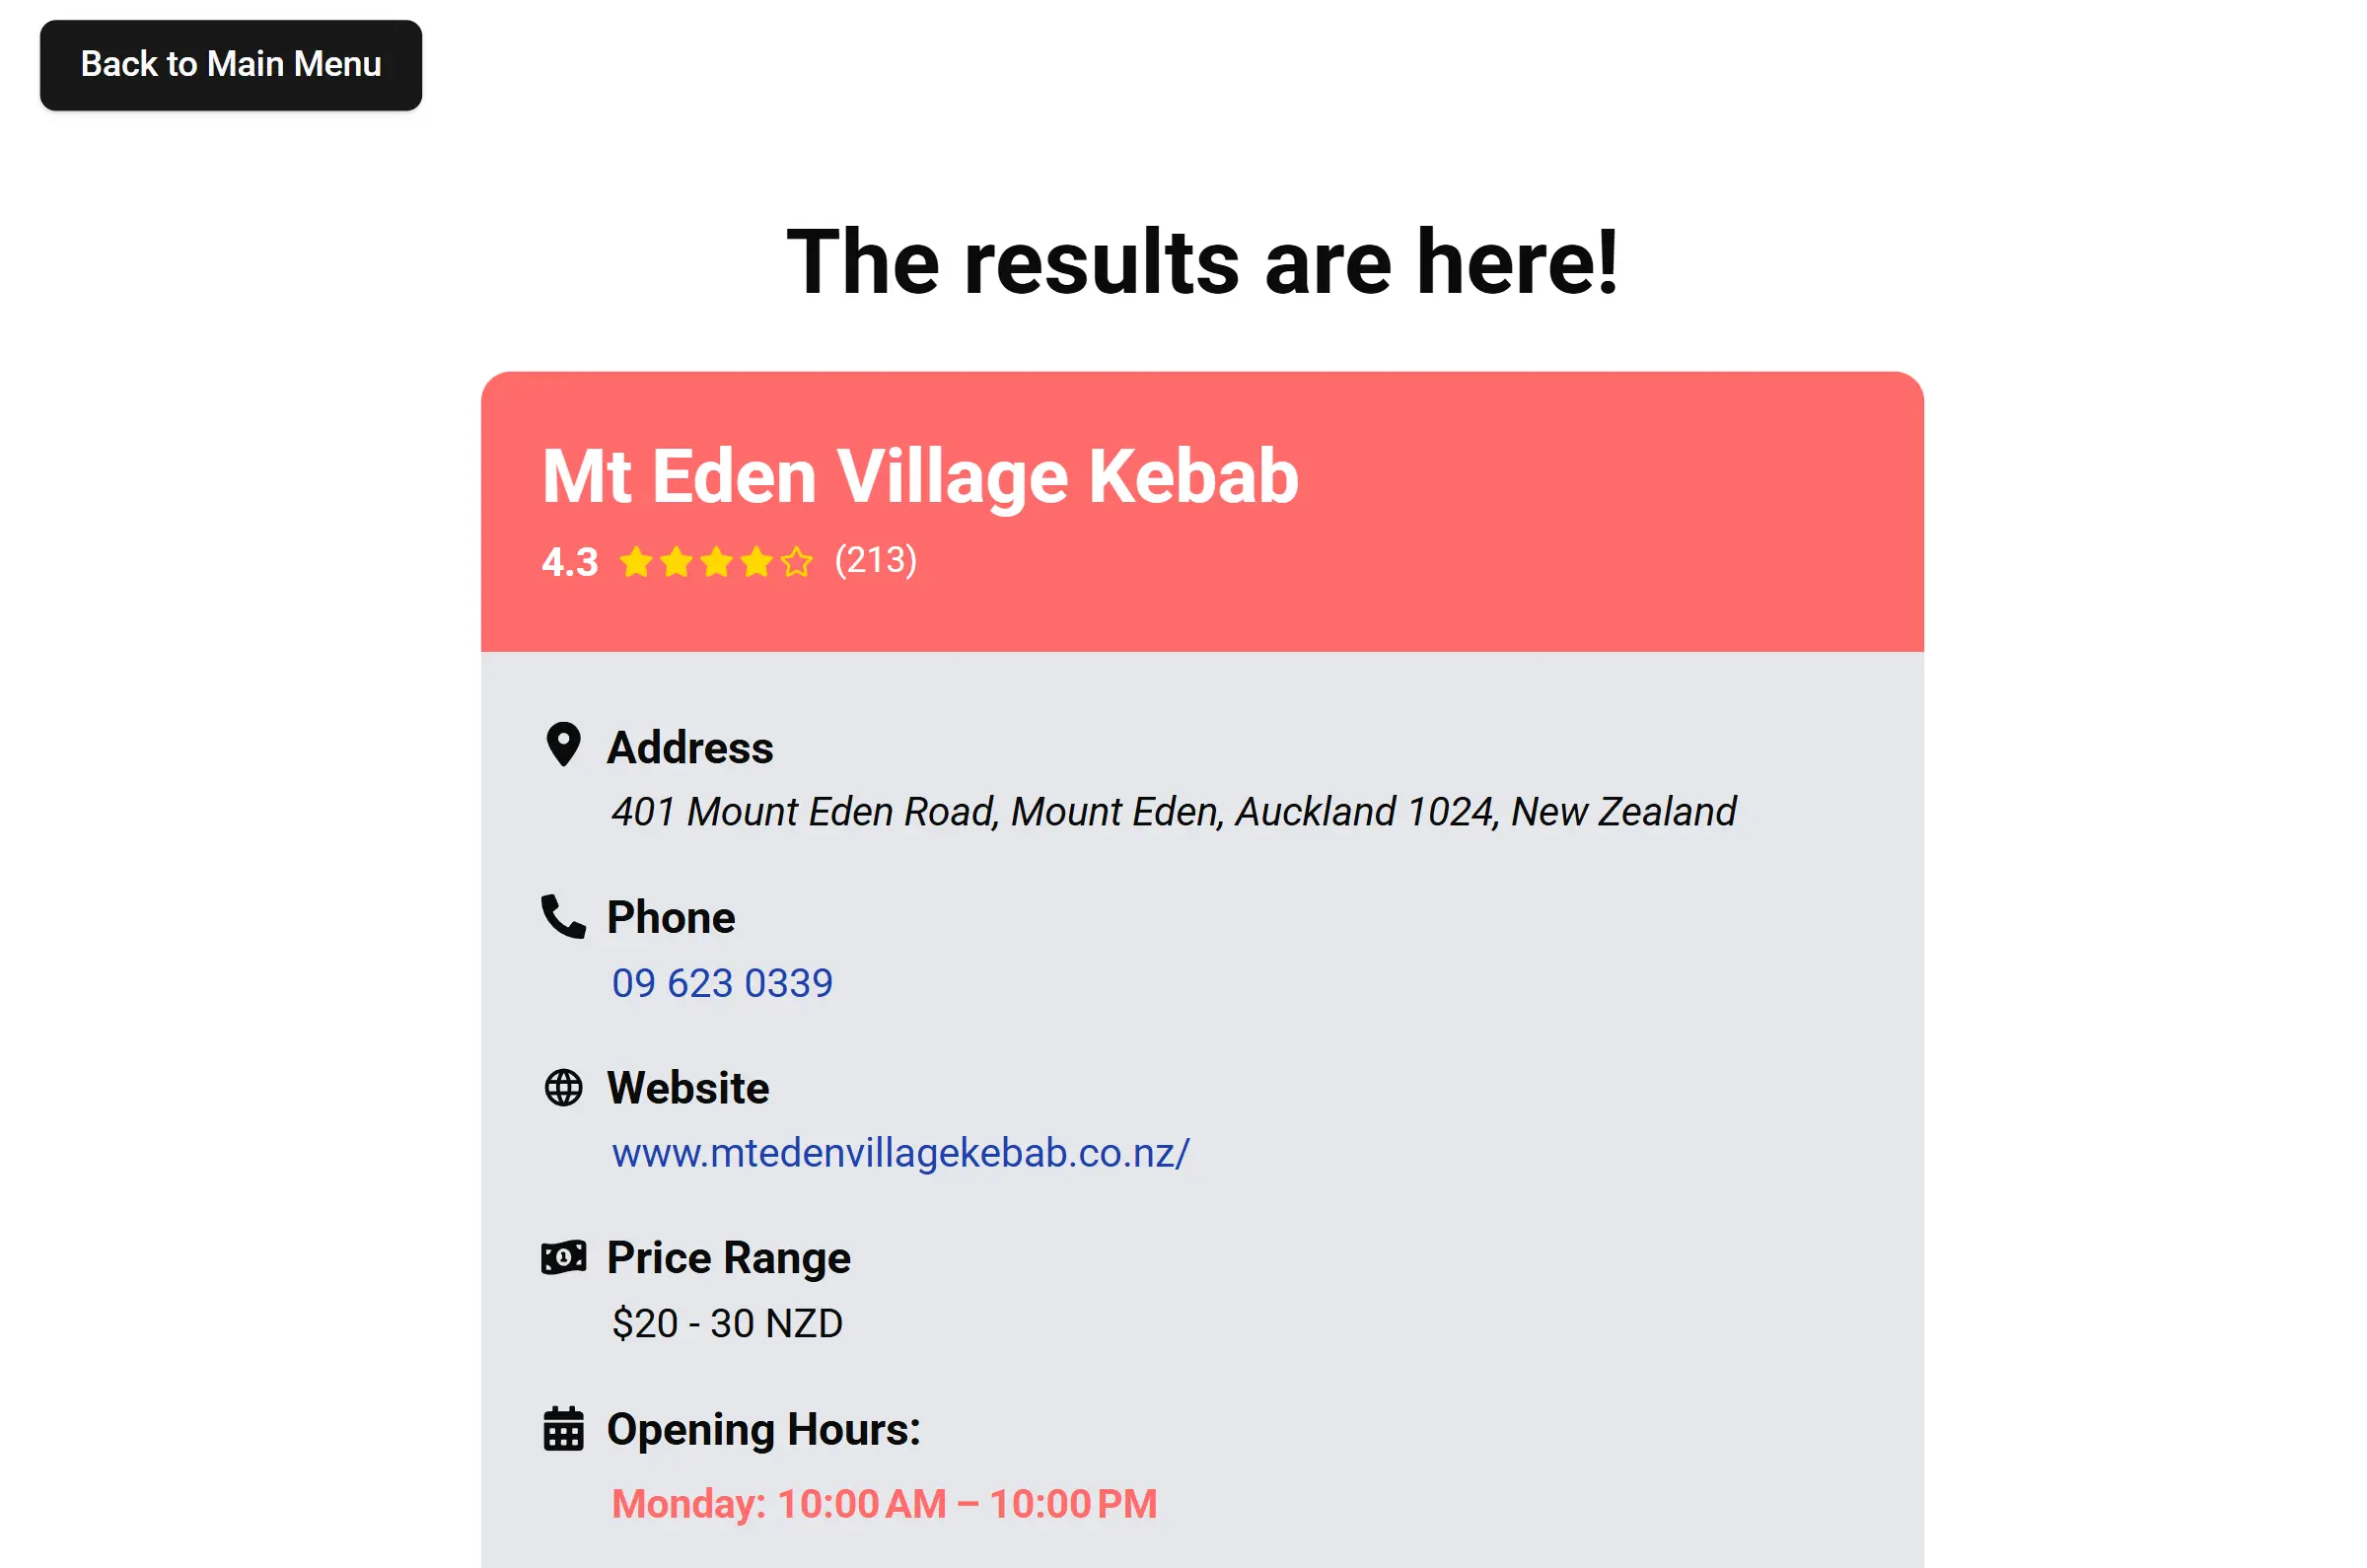 Back to Main Menu
The results are here!
Mt Eden Village Kebab
4.3 (213)
Address
401 Mount Eden Road, Mount Eden, Auckland 1024, New Zealand
Phone
09 623 0339
Website
www.mtedenvillagekebab.co.nz/
Price Range
$20 - 30 NZD
Opening Hours:
Monday: 10:00 AM – 10:00 PM